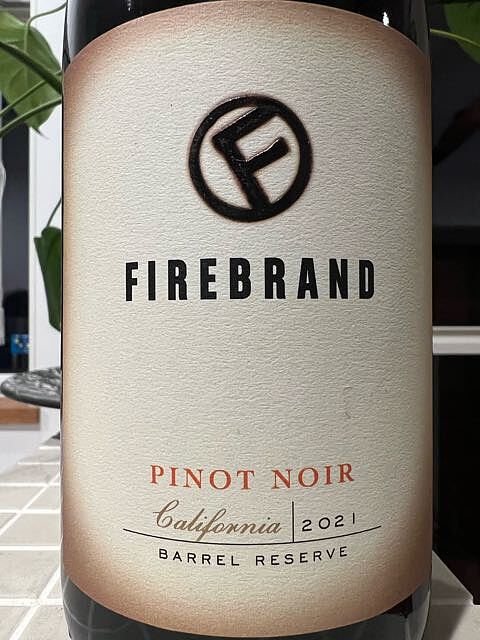 F
FIREBRAND
PINOT NOIR
California 2021
BARREL RESERVE